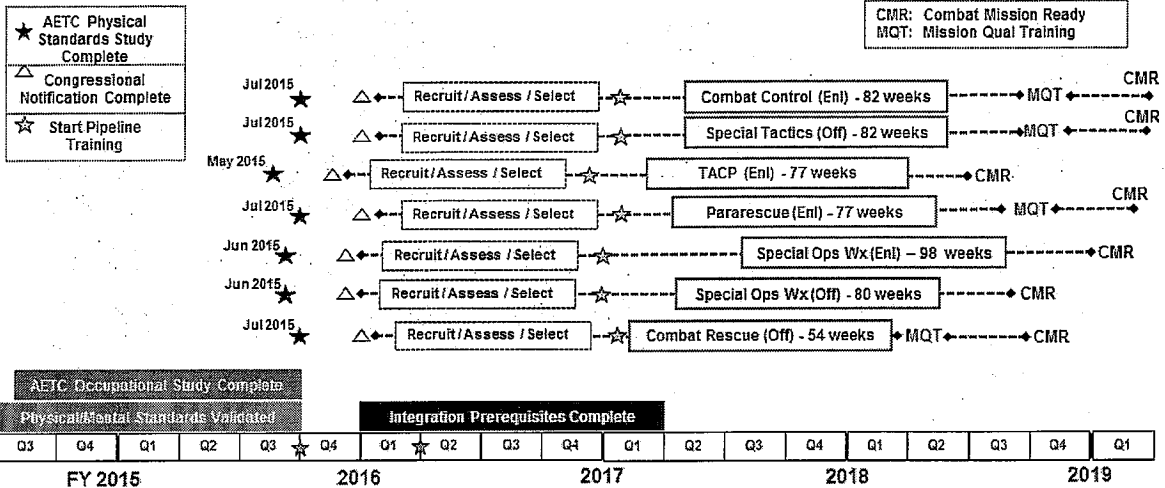 AETC Physical
Standards Study
Complete
Congressional
Notification Complete
Start Pipeline
Training
CMR: Combat Mission Ready
MQT: Mission Qual Training
Jul 2015 Recruit / Assess / Select Combat Control (Enl) - 82 weeks MQT CMR
Jul 2015 Recruit / Assess / Select Special Tactics (Off) - 82 weeks MQT CMR
May 2015 Recruit / Assess / Select TACP (Enl) - 77 weeks CMR
Jul 2015 Recruit / Assess / Select Pararescue (Enl) - 77 weeks MQT CMR
Jun 2015 Recruit / Assess / Select Special Ops Wx (Enl) – 98 weeks CMR
Jun 2015 Recruit / Assess / Select Special Ops Wx (Off) - 80 weeks CMR
Jul 2015 Recruit / Assess / Select Combat Rescue (Off) - 54 weeks MQT CMR
AETC Occupational Study Complete
Physical/Mental Standards Validated Integration Prerequisites Complete
Q3 Q4 Q1 Q2 Q3 Q4 Q1 Q2 Q3 Q4 Q1 Q2 Q3 Q4 Q1 Q2 Q3 Q4 Q1
FY 2015 2016 2017 2018 2019